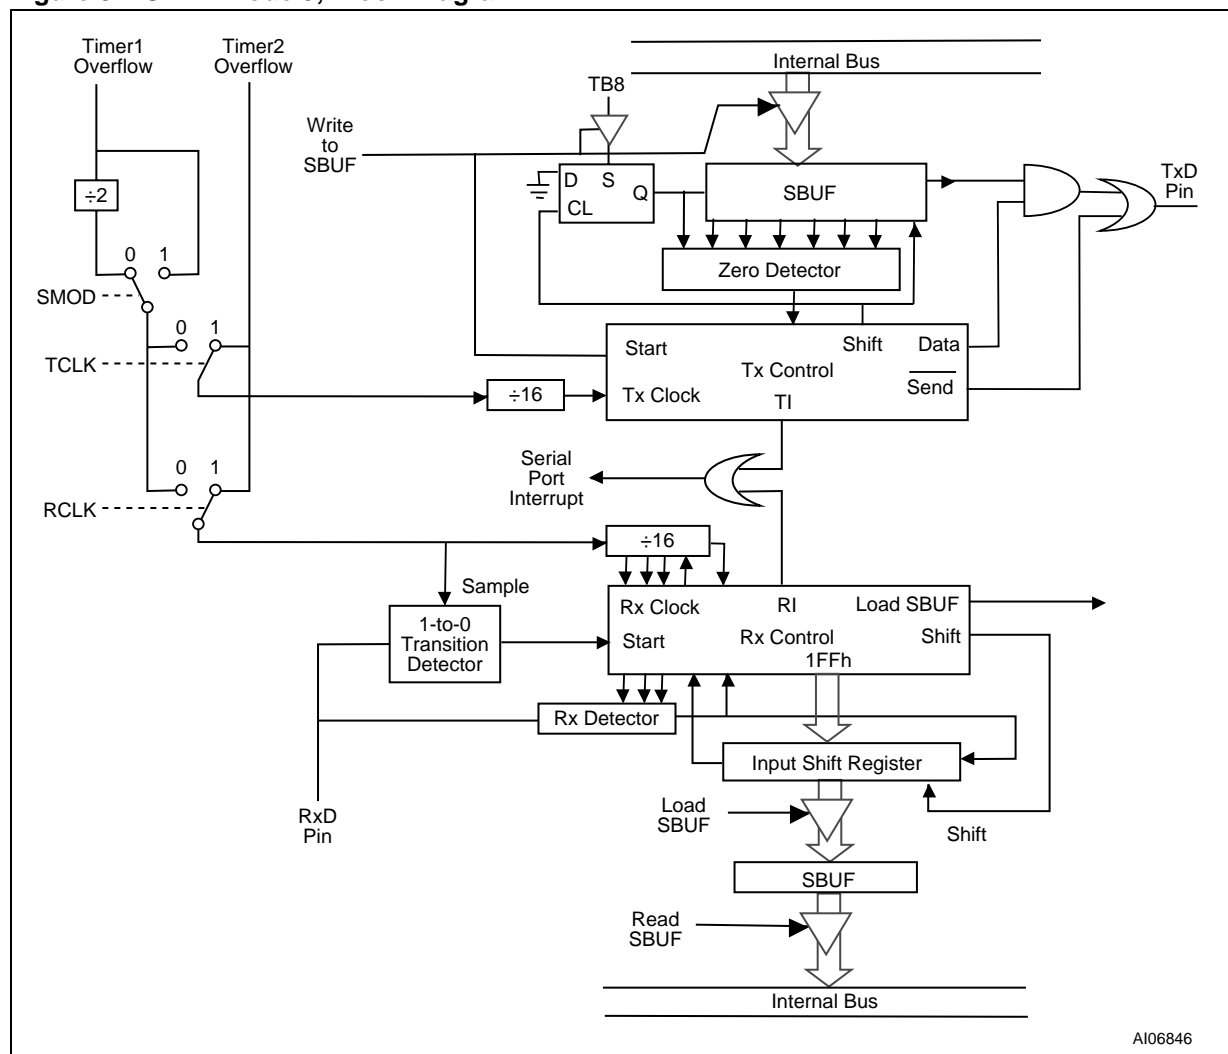 Timer1
Overflow
Timer2
Overflow
Internal Bus
TB8
Write
to
SBUF
D
S
Q
CL
SBUF
TxD
Pin
÷2
Zero Detector
0
1
SMOD
0
1
TCLK
Start
Shift
Data
Tx Control
Send
Tx Clock
TI
÷16
Serial
Port
Interrupt
0
1
RCLK
÷16
Sample
Rx Clock
RI
Load SBUF
1-to-0
Transition
Detector
Start
Rx Control
Shift
1FFh
Rx Detector
Input Shift Register
RxD
Pin
Load
SBUF
Shift
SBUF
Read
SBUF
Internal Bus
AI06846